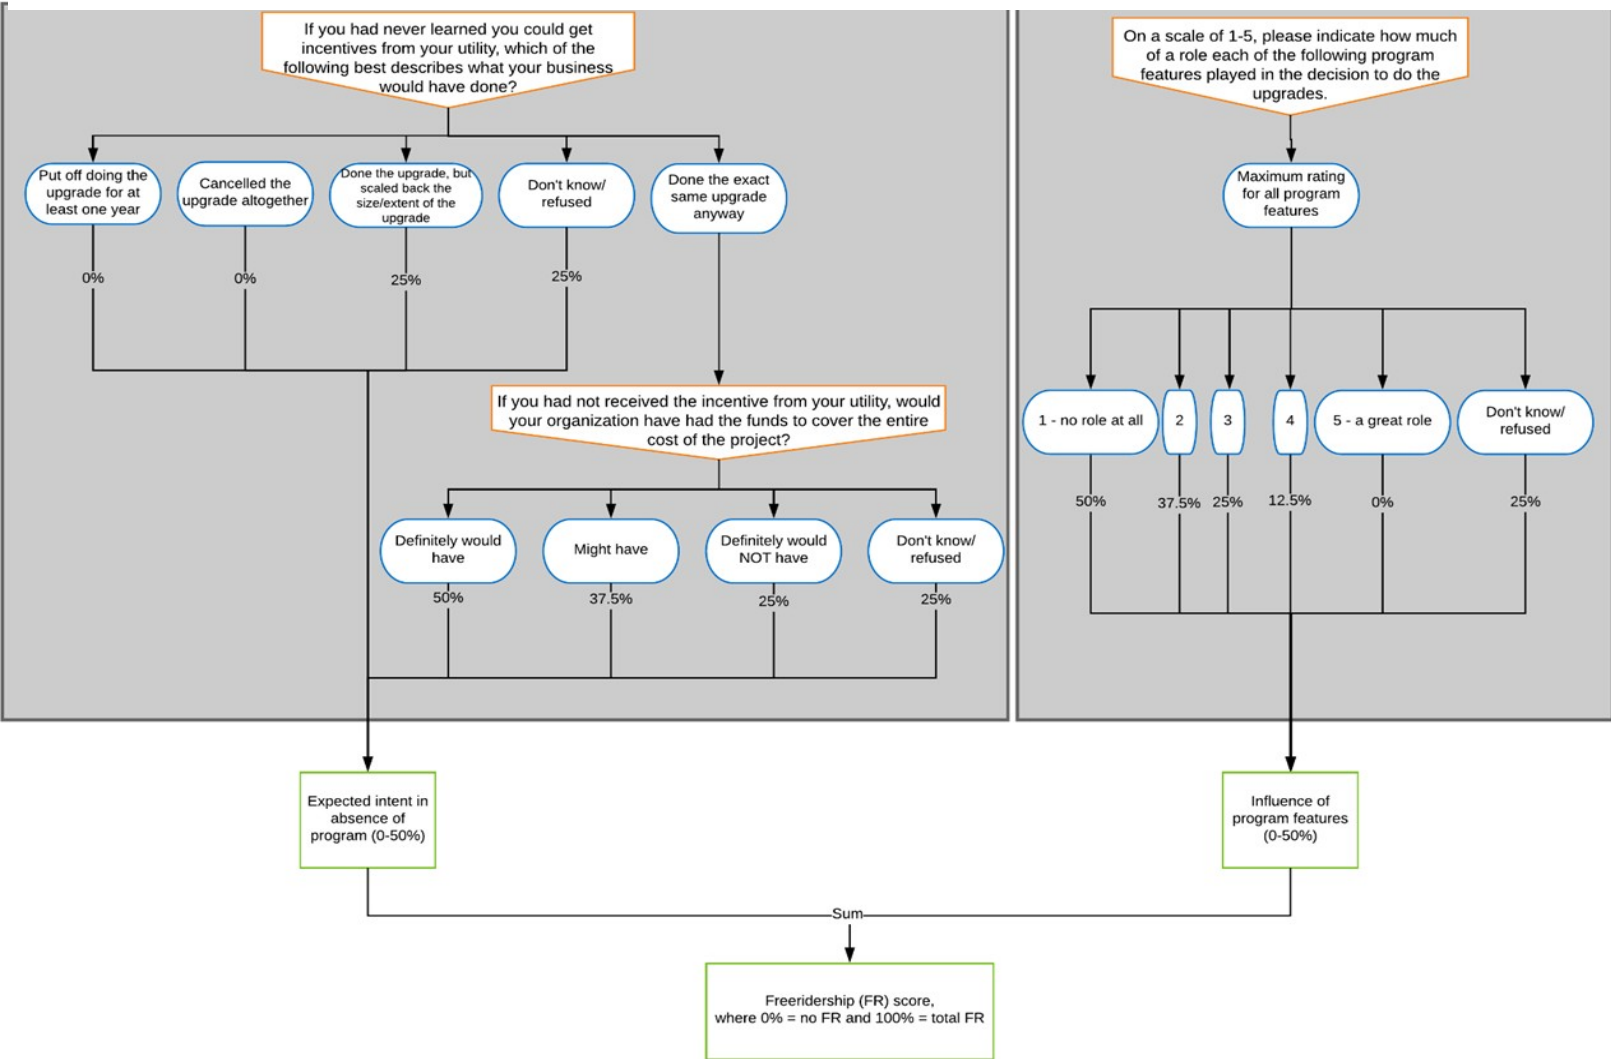 If you had never learned you could get
incentives from your utility, which of the
following best describes what your business
would have done?
Put off doing the
upgrade for at
least one year
Cancelled the
upgrade altogether
Done the upgrade, but
scaled back the
size/extent of the
upgrade
Don't know/
refused
Done the exact
same upgrade
anyway
0%
0%
25%
25%
If you had not received the incentive from your utility, would
your organization have had the funds to cover the entire
cost of the project?
Definitely would
have
Might have
Definitely would
NOT have
Don't know/
refused
50%
37.5%
25%
25%
On a scale of 1-5, please indicate how much
of a role each of the following program
features played in the decision to do the
upgrades.
Maximum rating
for all program
features
1 - no role at all
2
3
4
5 - a great role
Don't know/
refused
50%
37.5%
25%
12.5%
0%
25%
Expected intent in
absence of
program (0-50%)
Influence of
program features
(0-50%)
Sum
Freeridership (FR) score,
where 0% = no FR and 100% = total FR